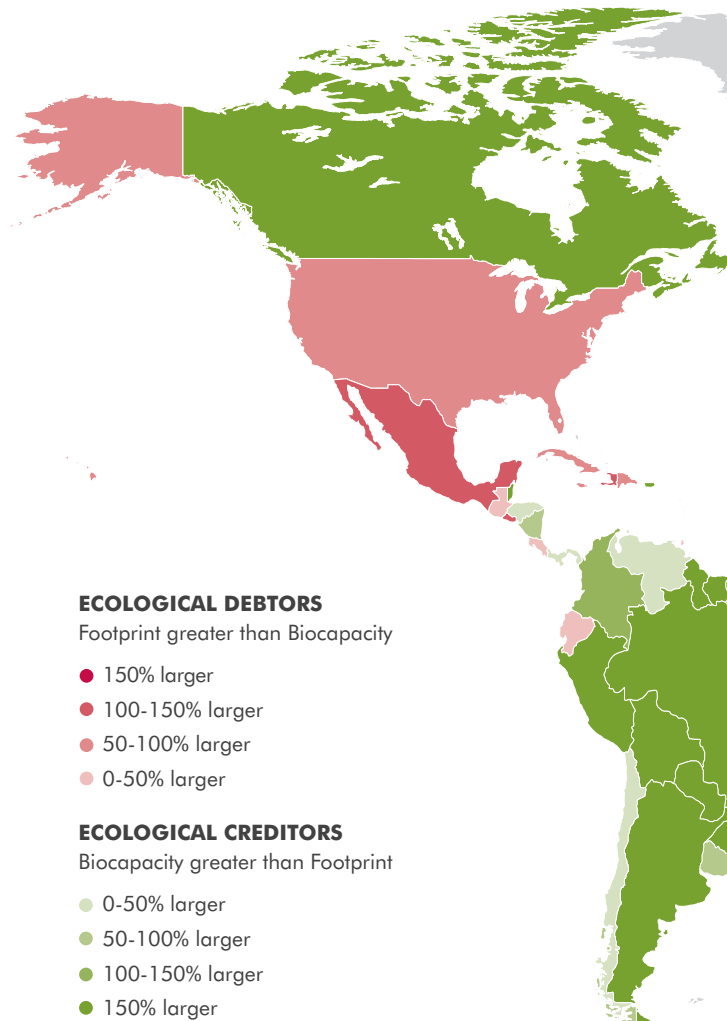 ECOLOGICAL DEBTORS
Footprint greater than Biocapacity
150% larger
100-150% larger
50-100% larger
0-50% larger
ECOLOGICAL CREDITORS
Biocapacity greater than Footprint
0-50% larger
50-100% larger
100-150% larger
150% larger